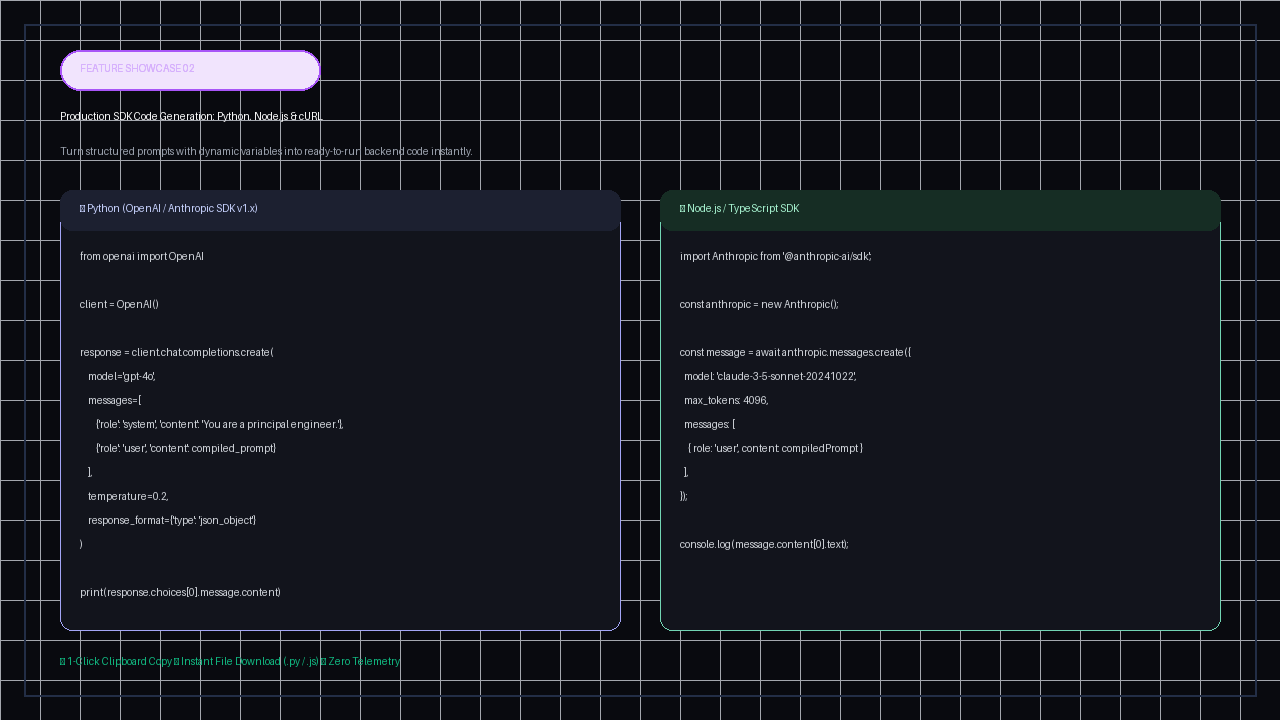 FEATURE SHOWCASE 02
Production SDK Code Generation: Python, Node.js & cURL
Turn structured prompts with dynamic variables into ready-to-run backend code instantly.
Python (OpenAI / Anthropic SDK v1.x)
from openai import OpenAI
client = OpenAI()
response = client.chat.completions.create(
model='gpt-4o',
messages=[
{'role': 'system', 'content': 'You are a principal engineer.'},
{'role': 'user', 'content': compiled_prompt}
],
temperature=0.2,
response_format={'type': 'json_object'}
)
print(response.choices[0].message.content)
Node.js / TypeScript SDK
import Anthropic from '@anthropic-ai/sdk';
const anthropic = new Anthropic();
const message = await anthropic.messages.create({
model: 'claude-3-5-sonnet-20241022',
max_tokens: 4096,
messages: [
{ role: 'user', content: compiledPrompt }
],
});
console.log(message.content[0].text);
1-Click Clipboard Copy Instant File Download (.py / .js) Zero Telemetry